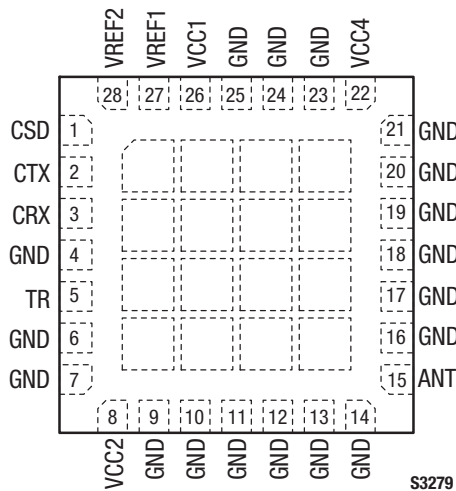 VREF2 VREF1 VCC1 GND GND GND VCC4
28 27 26 25 24 23 22
CSD 1 21 GND
CTX 2 20 GND
CRX 3 19 GND
GND 4 18 GND
TR 5 17 GND
GND 6 16 GND
GND 7 15 ANT
8 9 10 11 12 13 14
VCC2 GND GND GND GND GND GND
S3279